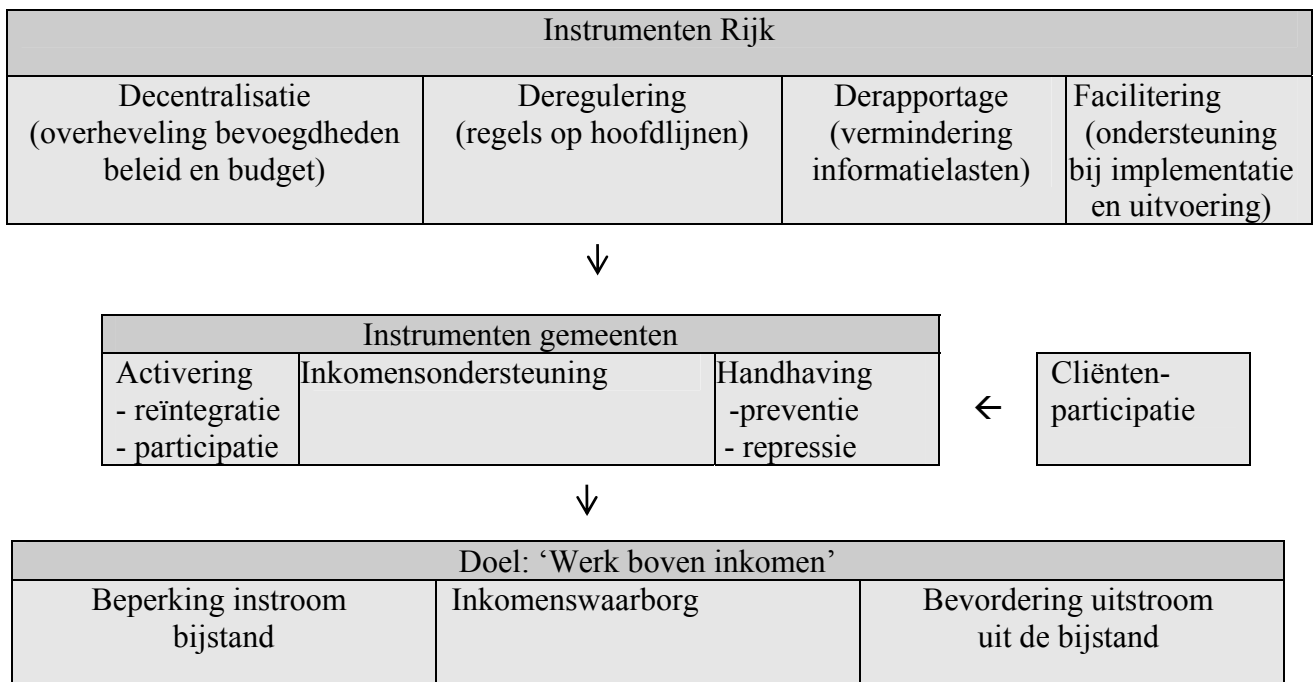 Instrumenten Rijk
Decentralisatie
(overheveling bevoegdheden
beleid en budget)
Deregulering
(regels op hoofdlijnen)
Derapportage
(vermindering
informatielasten)
Facilitering
(ondersteuning
bij implementatie
en uitvoering)
↓
Instrumenten gemeenten
Activering
- reïntegratie
- participatie
Inkomensondersteuning
Handhaving
-preventie
- repressie
←
Cliënten-
participatie
↓
Doel: ‘Werk boven inkomen’
Beperking instroom
bijstand
Inkomenswaarborg
Bevordering uitstroom
uit de bijstand